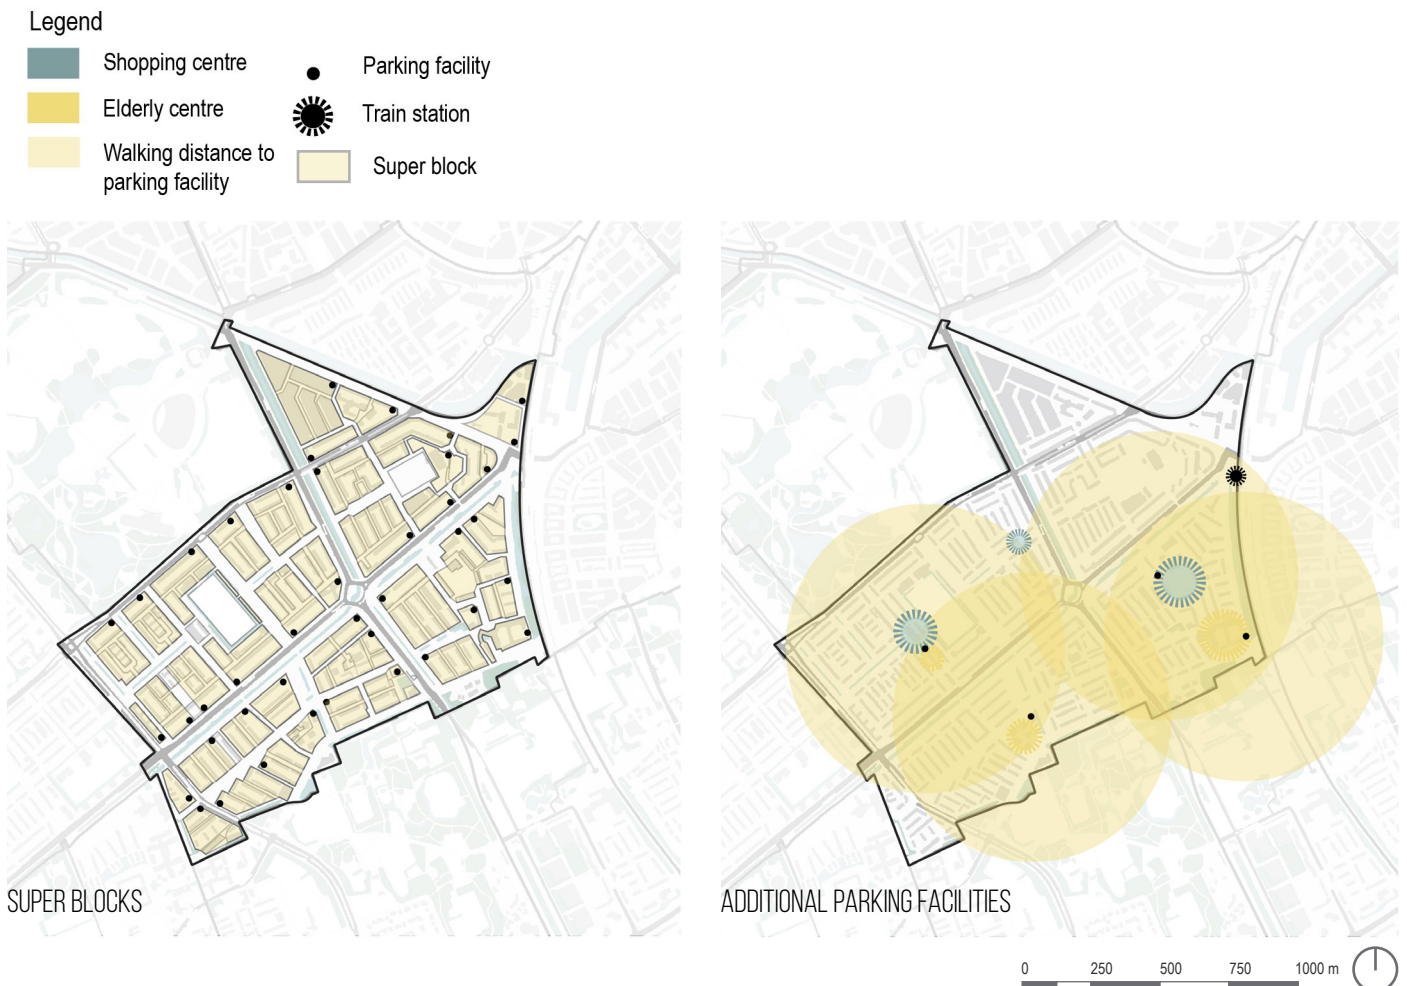 Legend
Shopping centre
Elderly centre
Walking distance to
parking facility
Parking facility
Train station
Super block
SUPER BLOCKS
ADDITIONAL PARKING FACILITIES
0 250 500 750 1000 m